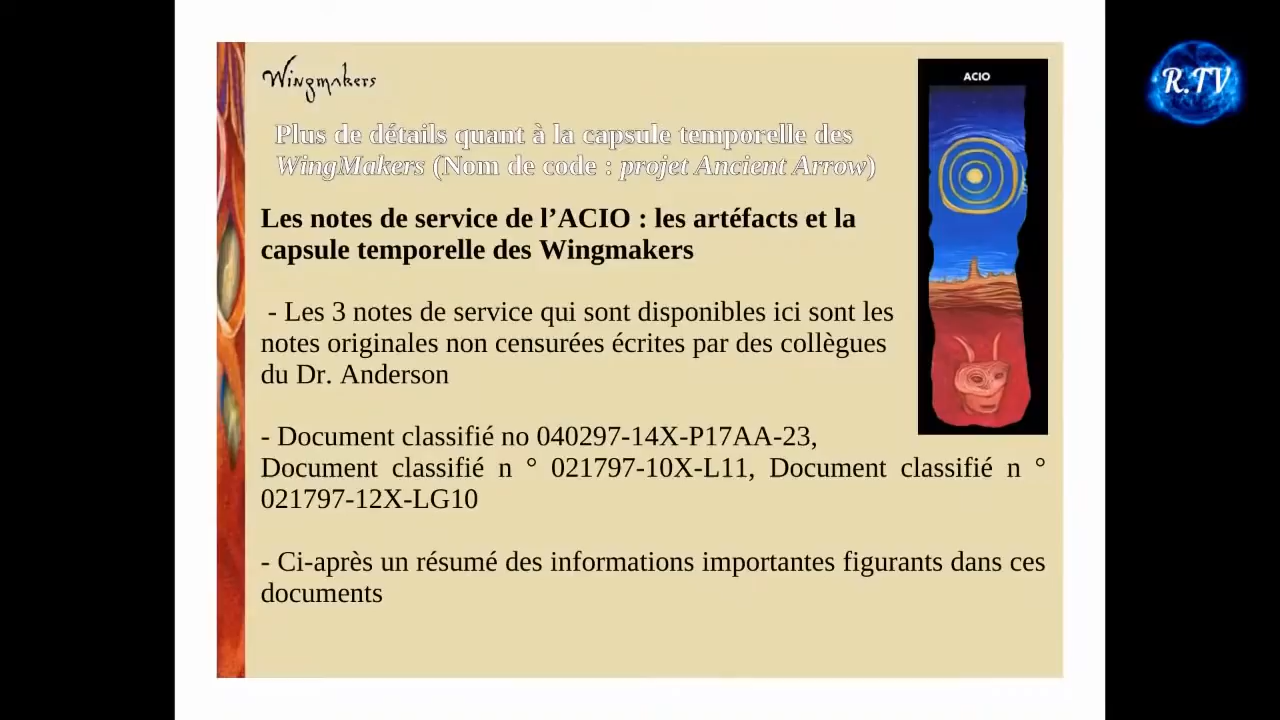 Wingmakers
ACIO
R.TV
Plus de détails quant à la capsule temporelle des
WingMakers (Nom de code : projet Ancient Arrow)
Les notes de service de l’ACIO : les artéfacts et la
capsule temporelle des Wingmakers
- Les 3 notes de service qui sont disponibles ici sont les
notes originales non censurées écrites par des collègues
du Dr. Anderson
- Document classifié no 040297-14X-P17AA-23,
Document classifié n ° 021797-10X-L11, Document classifié n °
021797-12X-LG10
- Ci-après un résumé des informations importantes figurants dans ces
documents